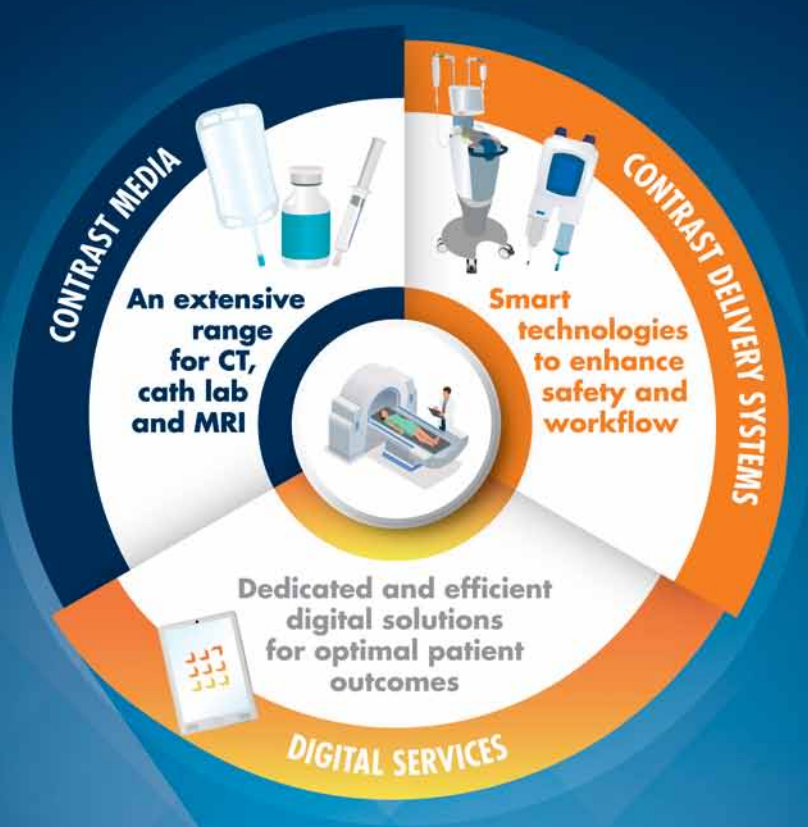 CONTRAST MEDIA
An extensive
range
for CT,
cath lab
and MRI
CONTRAST DELIVERY SYSTEMS
Smart
technologies
to enhance
safety and
workflow
Dedicated and efficient
digital solutions
for optimal patient
outcomes
DIGITAL SERVICES